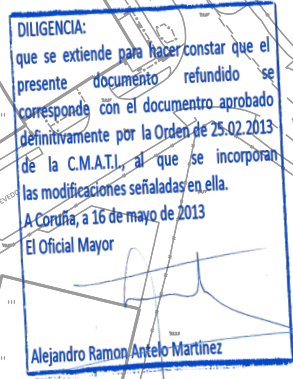 DILIGENCIA:
que se extiende para hacer constar que el
presente documento refundido se
corresponde con el documentro aprobado
definitivamente por la Orden de 25.02.2013
de la C.M.A.T.I., al que se incorporan
las modificaciones señaladas en ella.
A Coruña, a 16 de mayo de 2013
El Oficial Mayor
Alejandro Ramon Antelo Martinez